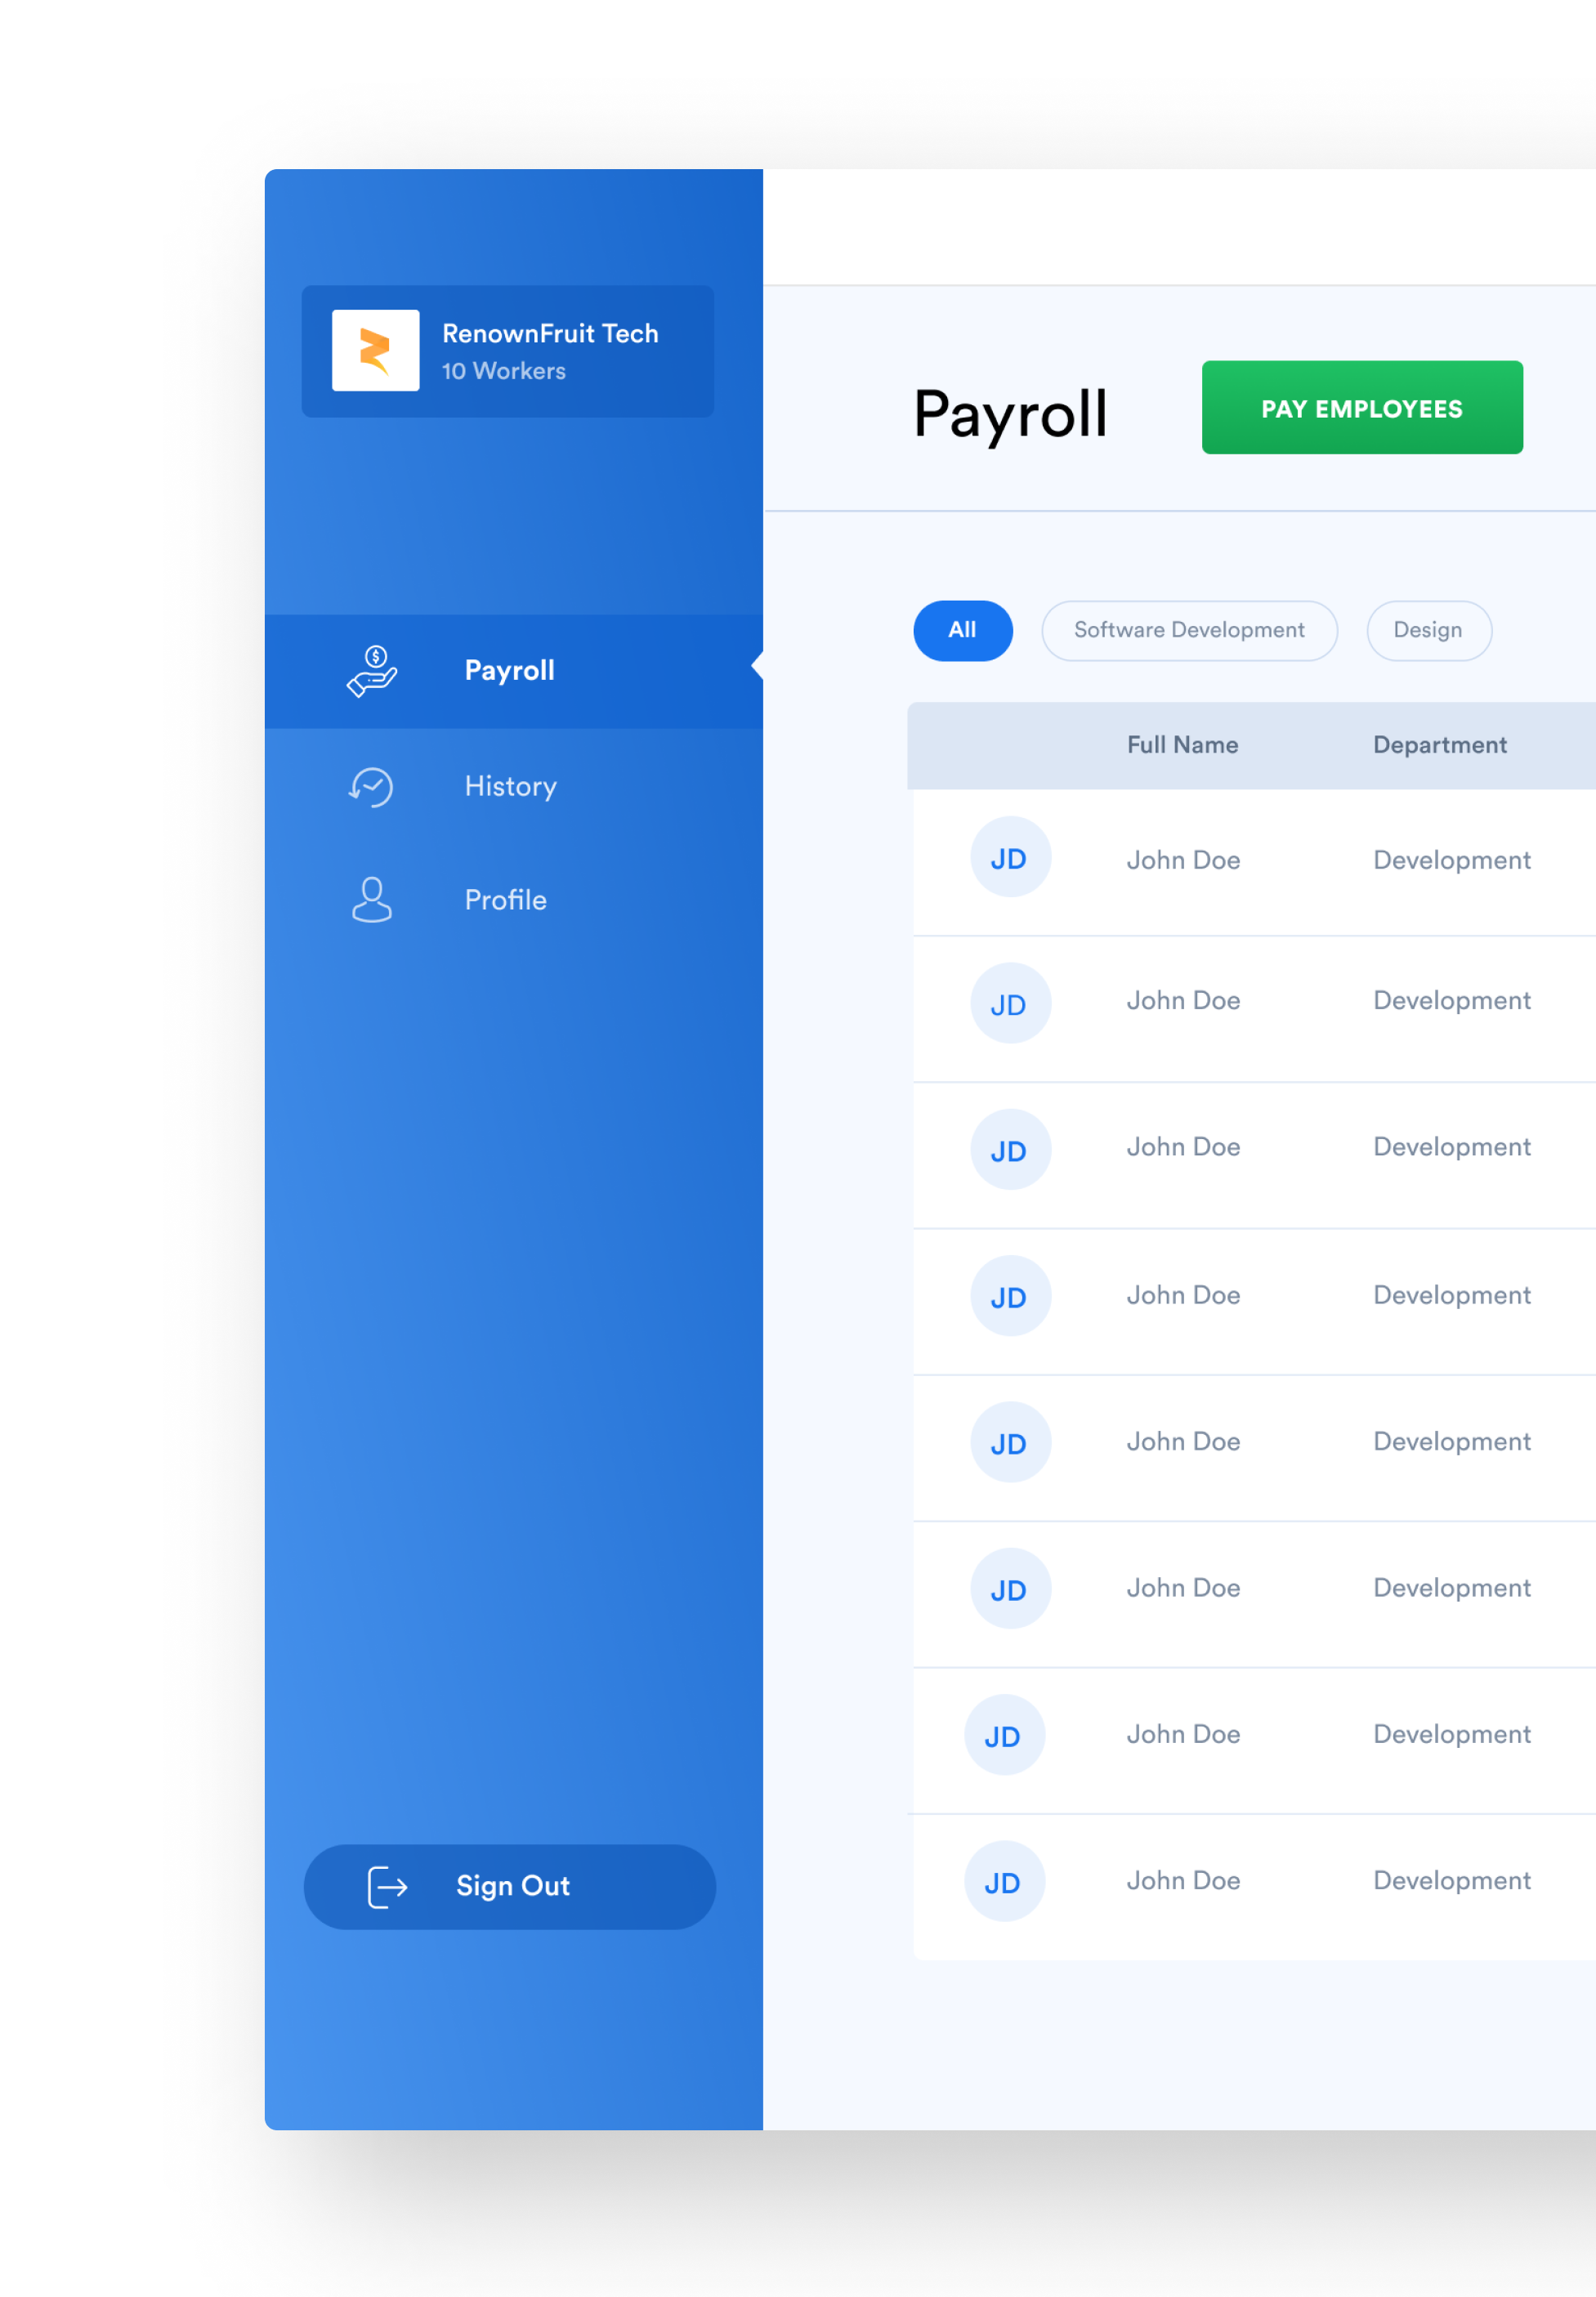 RenownFruit Tech
10 Workers
Payroll
History
Profile
Sign Out
Payroll
PAY EMPLOYEES
All
Software Development
Design
Full Name
Department
JD
John Doe
Development
JD
John Doe
Development
JD
John Doe
Development
JD
John Doe
Development
JD
John Doe
Development
JD
John Doe
Development
JD
John Doe
Development
JD
John Doe
Development